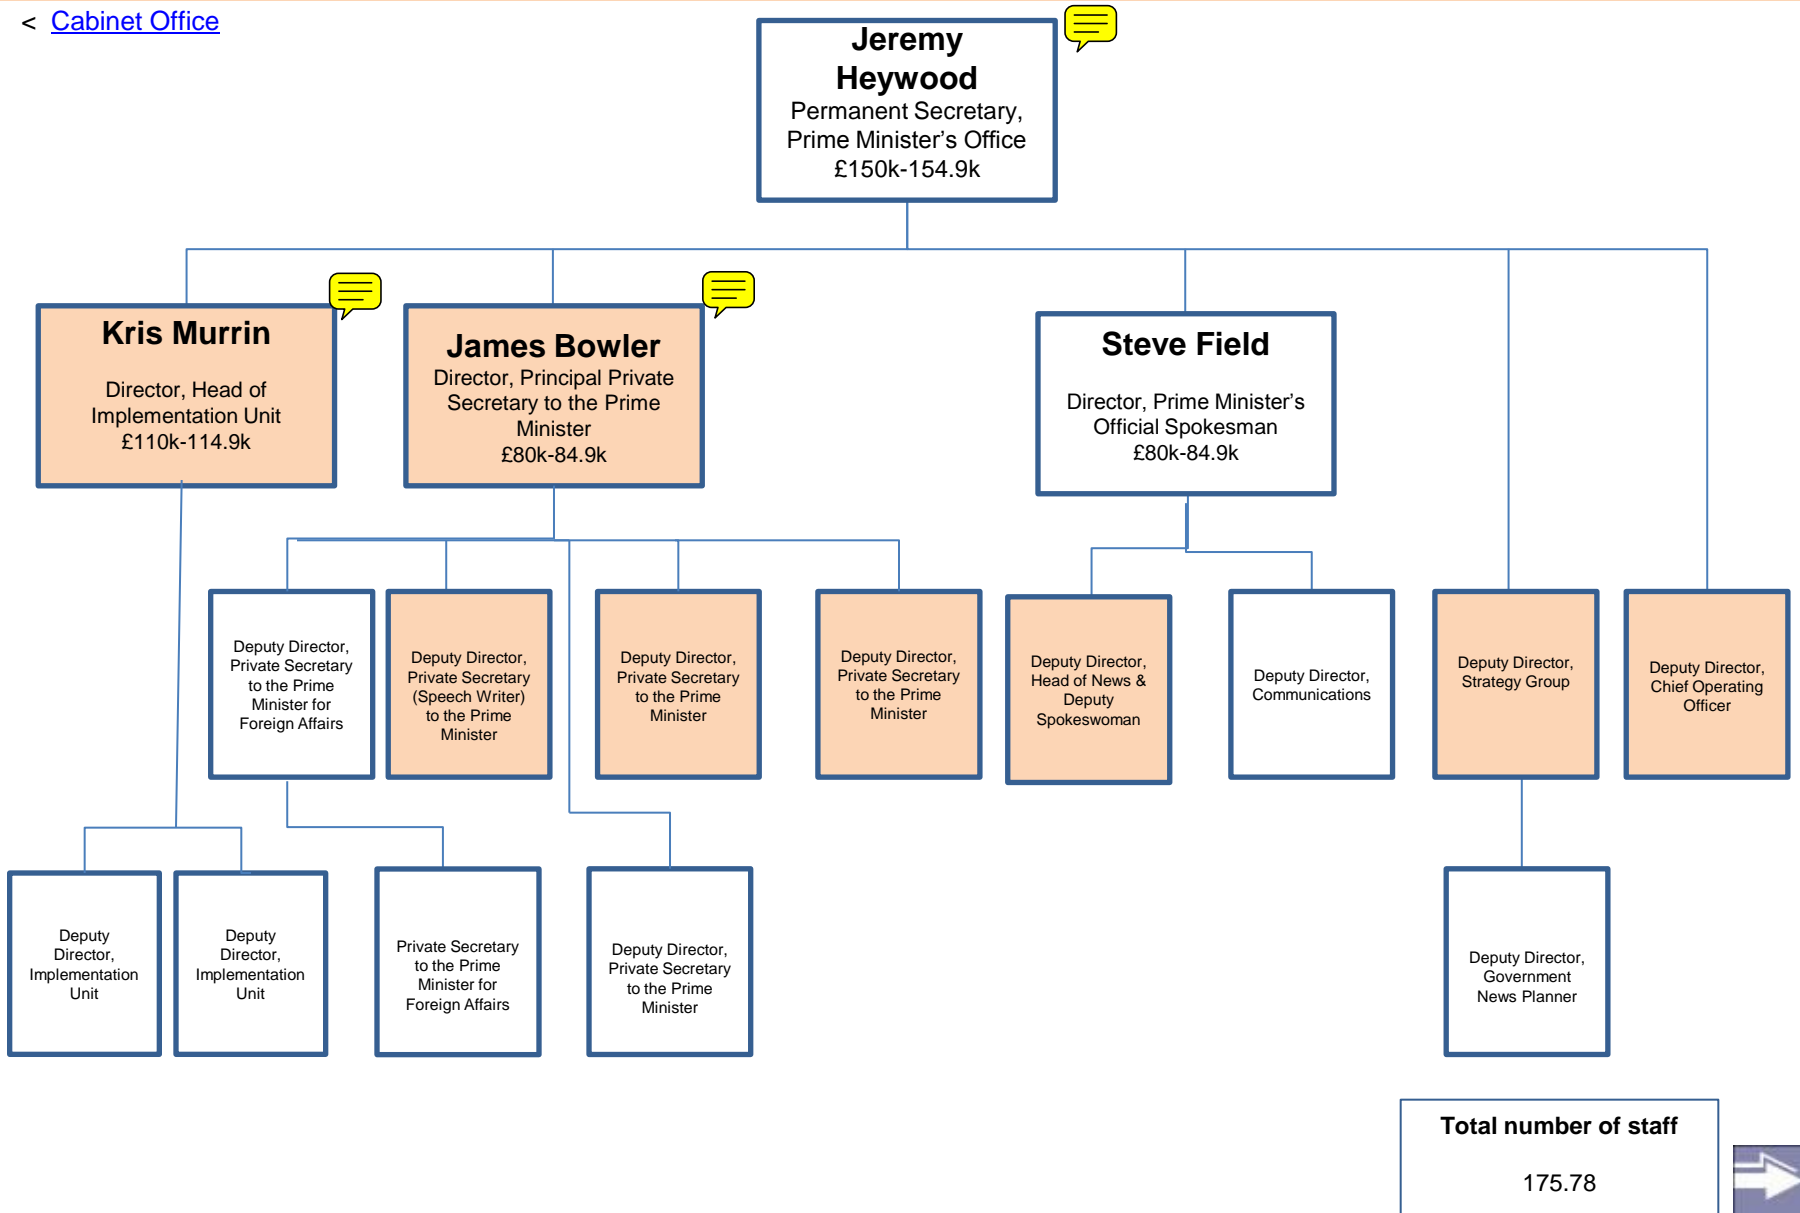 < Cabinet Office
Jeremy
Heywood
Permanent Secretary,
Prime Minister’s Office
£150k-154.9k
Kris Murrin
Director, Head of
Implementation Unit
£110k-114.9k
James Bowler
Director, Principal Private
Secretary to the Prime
Minister
£80k-84.9k
Steve Field
Director, Prime Minister’s
Official Spokesman
£80k-84.9k
Deputy Director,
Private Secretary
to the Prime
Minister for
Foreign Affairs
Deputy Director,
Private Secretary
(Speech Writer)
to the Prime
Minister
Deputy Director,
Private Secretary
to the Prime
Minister
Deputy Director,
Private Secretary
to the Prime
Minister
Deputy Director,
Head of News &
Deputy
Spokeswoman
Deputy Director,
Communications
Deputy Director,
Strategy Group
Deputy Director,
Chief Operating
Officer
Deputy
Director,
Implementation
Unit
Deputy
Director,
Implementation
Unit
Private Secretary
to the Prime
Minister for
Foreign Affairs
Deputy Director,
Private Secretary
to the Prime
Minister
Deputy Director,
Government
News Planner
Total number of staff
175.78